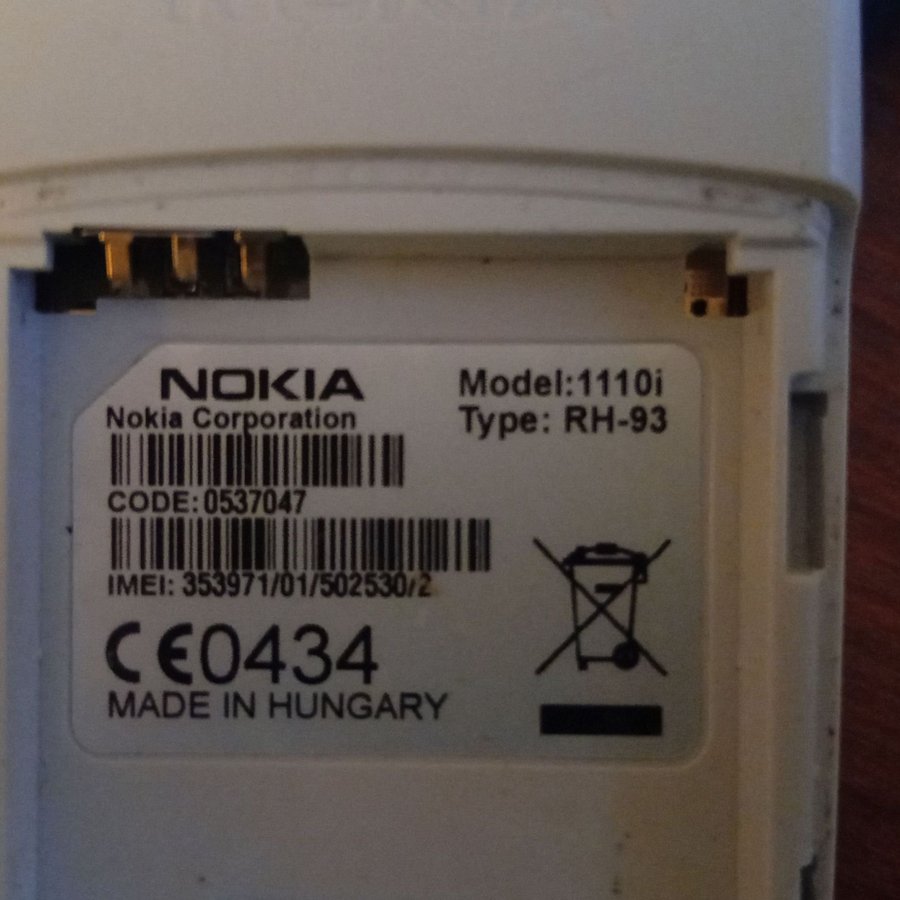 NOKIA
Nokia Corporation
Model:1110i
Type: RH-93
CODE: 0537047
IMEI: 353971/01/502530/2
CE0434
MADE IN HUNGARY